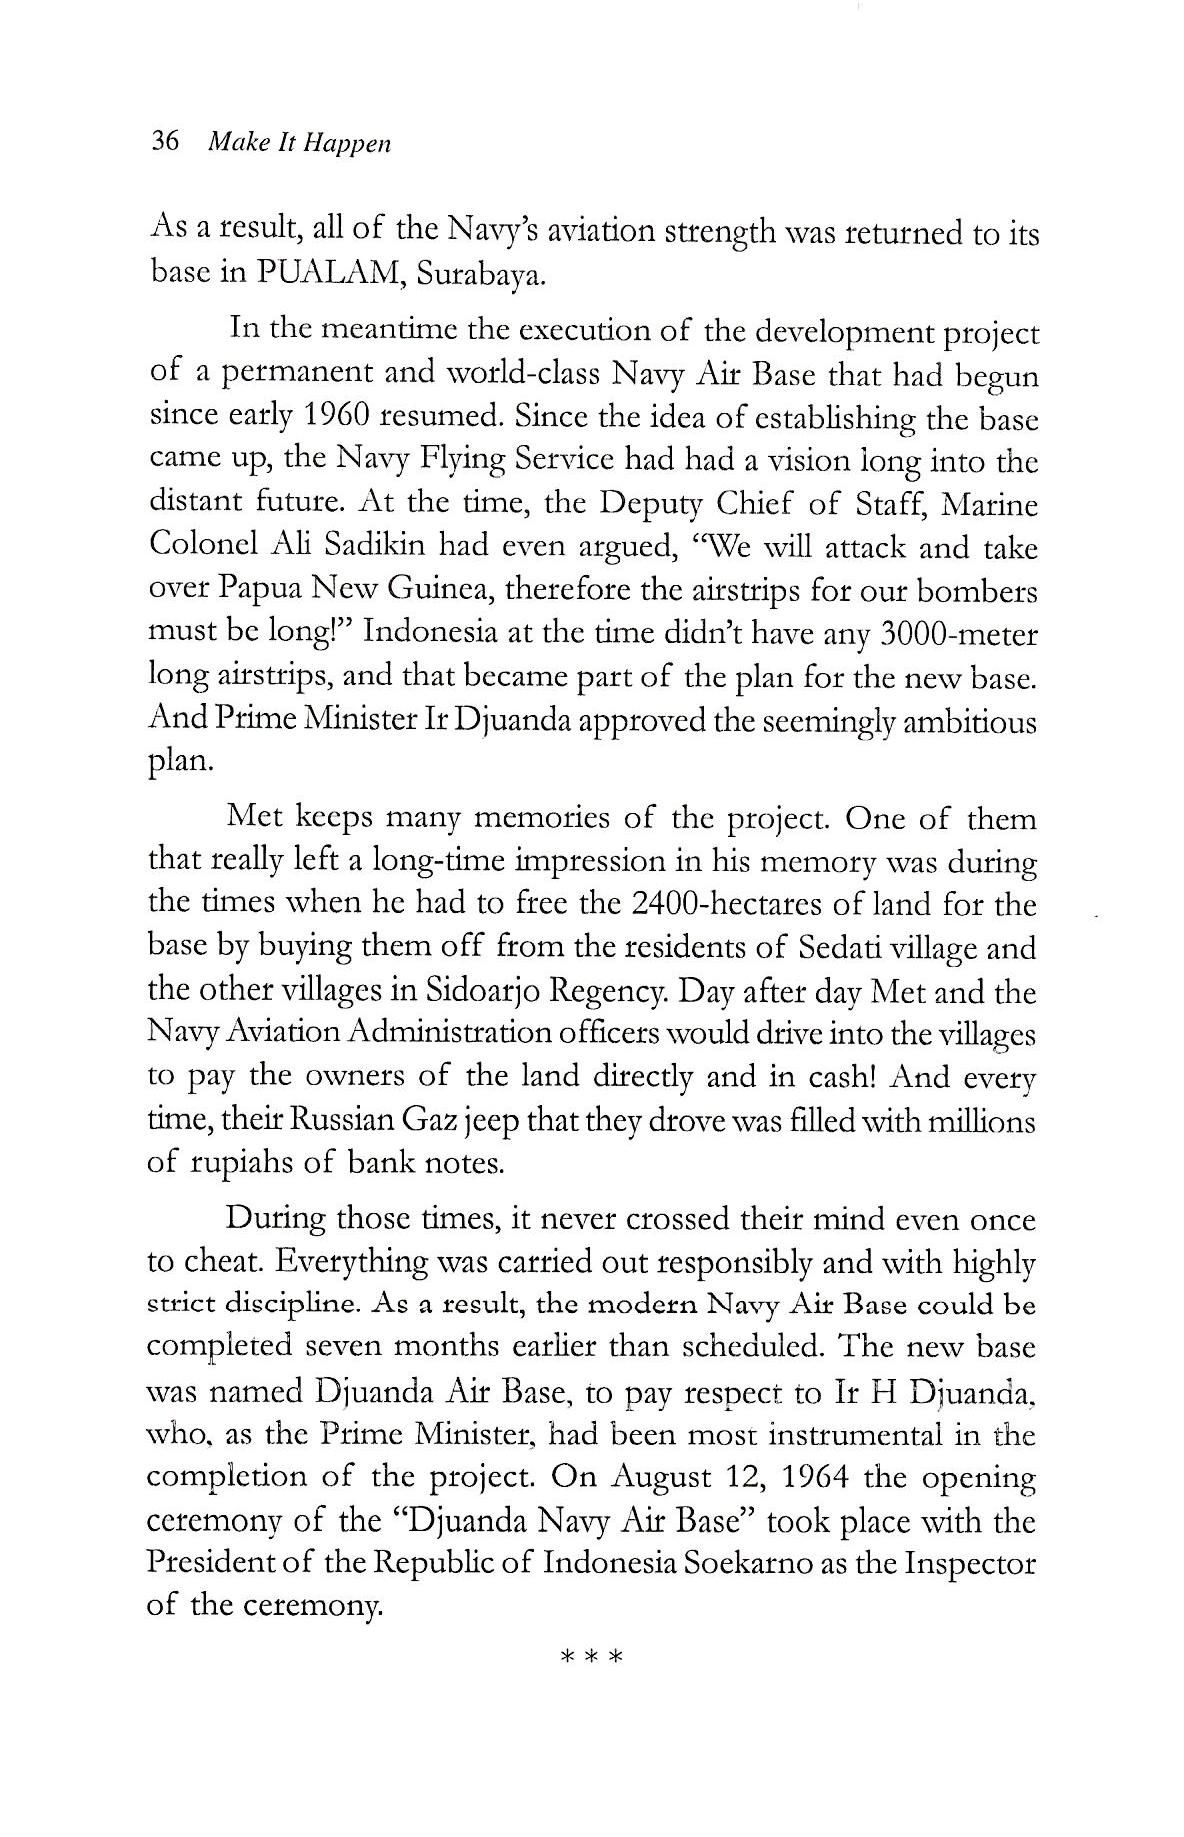 36 Make It Happen
As a result, all of the Navy's aviation strength was returned to its
base in PUALAM, Surabaya.
In the meantime the execution of the development project
of a permanent and world-class Navy Air Base that had begun
since early 1960 resumed. Since the idea of establishing the base
came up, the Navy Flying Service had had a vision long into the
distant future. At the time, the Deputy Chief of Staff, Marine
Colonel Ali Sadikin had even argued, “We will attack and take
over Papua New Guinea, therefore the airstrips for our bombers
must be long!” Indonesia at the time didn't have any 3000-meter
long airstrips, and that became part of the plan for the new base.
And Prime Minister Ir Djuanda approved the seemingly ambitious
plan.
Met keeps many memories of the project. One of them
that really left a long-time impression in his memory was during
the times when he had to free the 2400-hectares of land for the
base by buying them off from the residents of Sedati village and
the other villages in Sidoarjo Regency. Day after day Met and the
Navy Aviation Administration officers would drive into the villages
to pay the owners of the land directly and in cash! And every
time, their Russian Gaz jeep that they drove was filled with millions
of rupiahs of bank notes.
During those times, it never crossed their mind even once
to cheat. Everything was carried out responsibly and with highly
strict discipline. As a result, the modern Navy Air Base could be
completed seven months earlier than scheduled. The new base
was named Djuanda Air Base, to pay respect to Ir H Djuanda,
who, as the Prime Minister, had been most instrumental in the
completion of the project. On August 12, 1964 the opening
ceremony of the “Djuanda Navy Air Base” took place with the
President of the Republic of Indonesia Soekarno as the Inspector
of the ceremony.
* * *